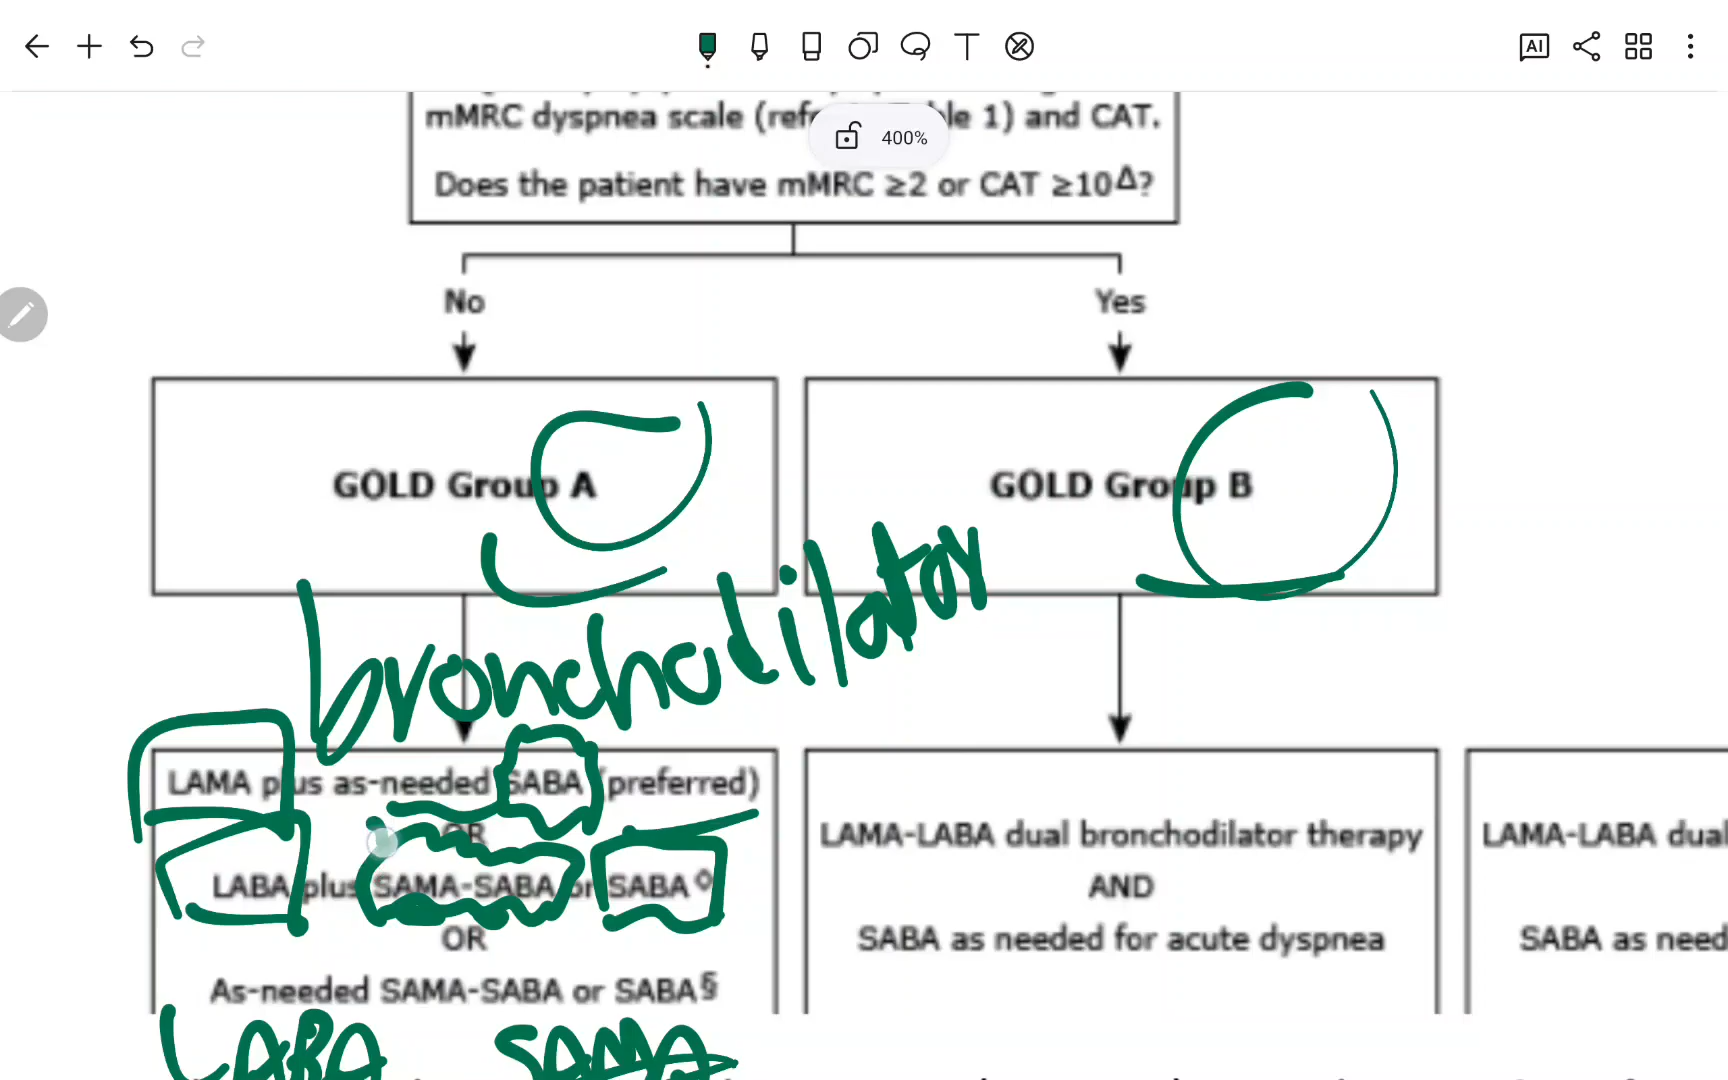 AI
mMRC dyspnea scale (refe ble 1) and CAT.
400%
Does the patient have mMRC ≥2 or CAT ≥10Δ?
No
Yes
GOLD Group A
GOLD Group B
bronchodilator
LAMA plus as-needed SABA (preferred)
OR
LABA plus SAMA-SABA or SABA◊
OR
As-needed SAMA-SABA or SABA§
LAMA-LABA dual bronchodilator therapy
AND
SABA as needed for acute dyspnea
LAMA-LABA dual
SABA as need
LABA SAMA